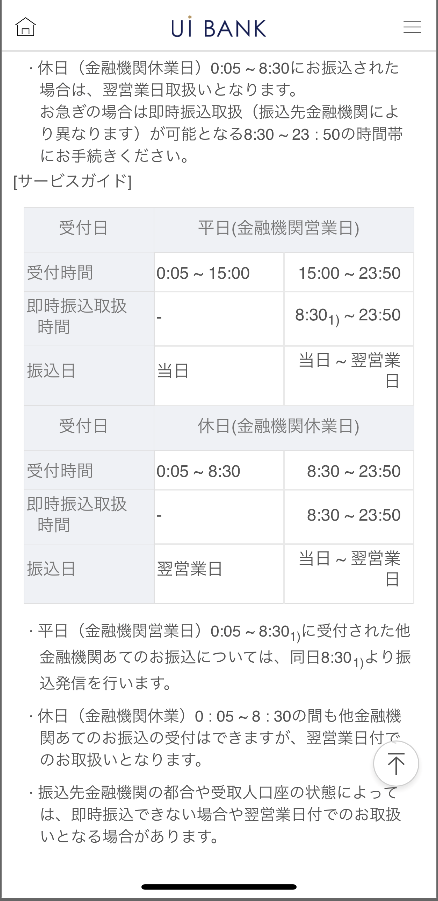 UI BANK
・休日（金融機関休業日）0:05～8:30にお振込された
場合は、翌営業日取扱いとなります。
お急ぎの場合は即時振込取扱（振込先金融機関によ
り異なります）が可能となる8:30～23：50の時間帯
にお手続きください。
[サービスガイド]
受付日 平日(金融機関営業日)
受付時間 0:05 ~ 15:00 15:00 ~ 23:50
即時振込取扱
時間 - 8:301) ~ 23:50
振込日 当日 当日 ~ 翌営業
日
受付日 休日(金融機関休業日)
受付時間 0:05 ~ 8:30 8:30 ~ 23:50
即時振込取扱
時間 - 8:30 ~ 23:50
振込日 翌営業日 当日 ~ 翌営業
日
・平日（金融機関営業日）0:05～8:301)に受付された他
金融機関あてのお振込については、同日8:301)より振
込発信を行います。
・休日（金融機関休業）0：05～8：30の間も他金融機
関あてのお振込の受付はできますが、翌営業日付で
のお取扱いとなります。
・振込先金融機関の都合や受取人口座の状態によって
は、即時振込できない場合や翌営業日付でのお取扱
いとなる場合があります。